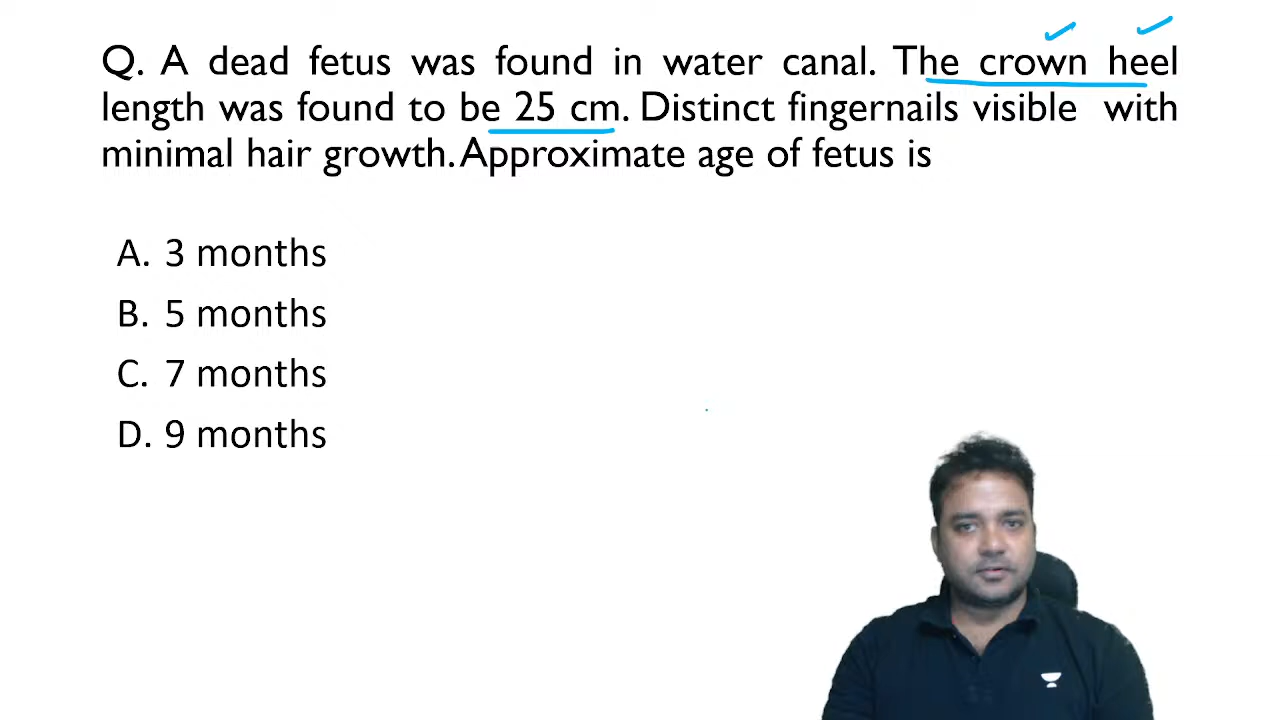 Q. A dead fetus was found in water canal. The crown heel
length was found to be 25 cm. Distinct fingernails visible with
minimal hair growth. Approximate age of fetus is
A. 3 months
B. 5 months
C. 7 months
D. 9 months